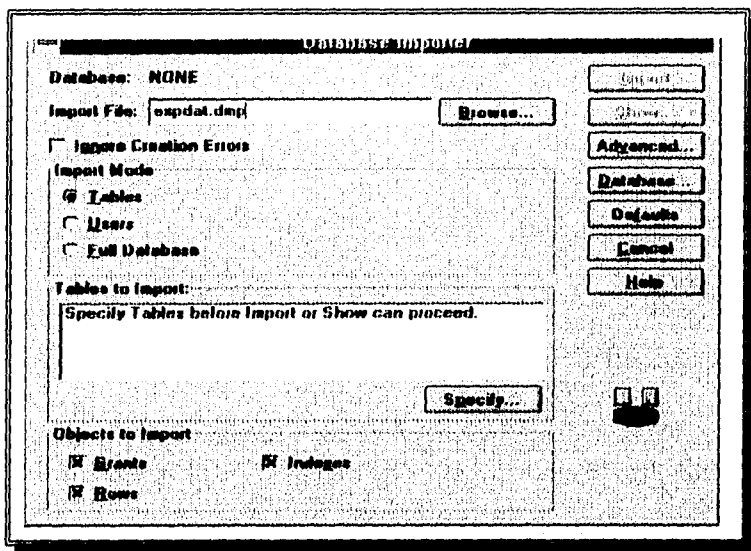 Database Importer
Database: NONE
Import File: expdat.dmp Browse...
Ignore Creation Errors
Import Mode
Tables
Users
Full Database
Tables to Import:
Specify Tables before Import or Show can proceed.
Specify...
Objects to Import
Grants Indexes
Rows
Import
Show...
Advanced...
Database...
Defaults
Cancel
Help